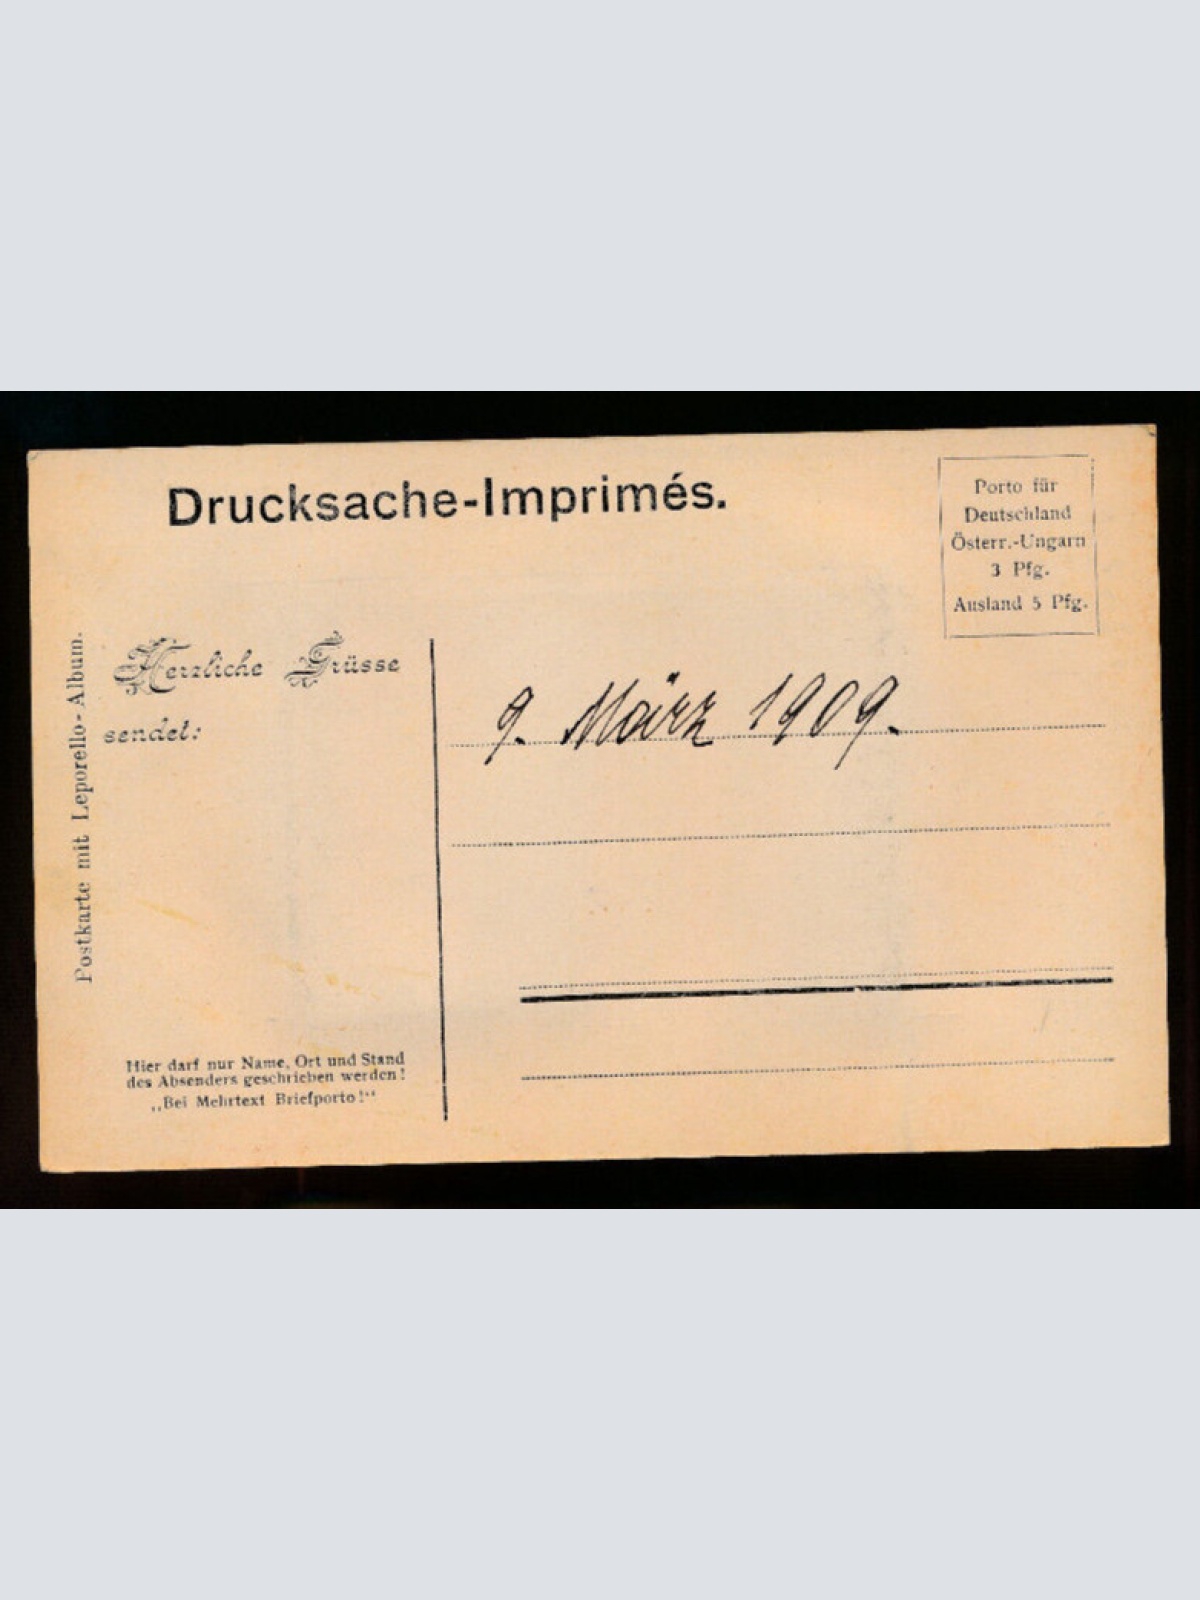 Drucksache-Imprimés.
Porto für
Deutschland
Österr.-Ungarn
3 Pfg.
Ausland 5 Pfg.
Postkarte mit Leporello-Album.
Herzliche Grüsse
sendet:
9. März 1909.
Hier darf nur Name, Ort und Stand
des Absenders geschrieben werden!
„Bei Mehrtext Briefporto!“